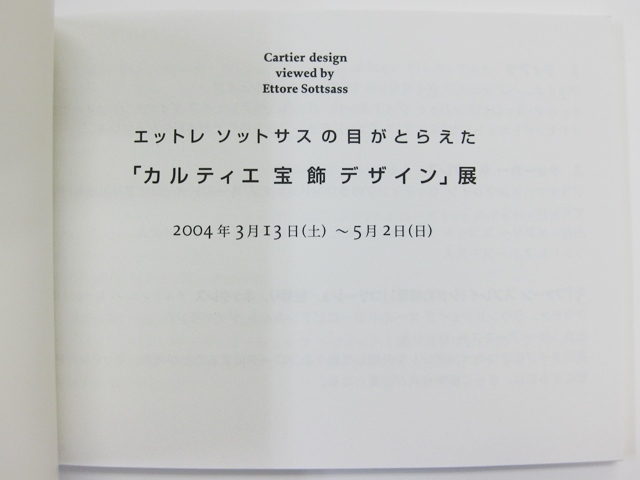 Cartier design
viewed by
Ettore Sottsass
エットレ ソットサス の目がとらえた
「カルティエ 宝飾 デザイン」展
2004年3月13日(土) ～5月2日(日)